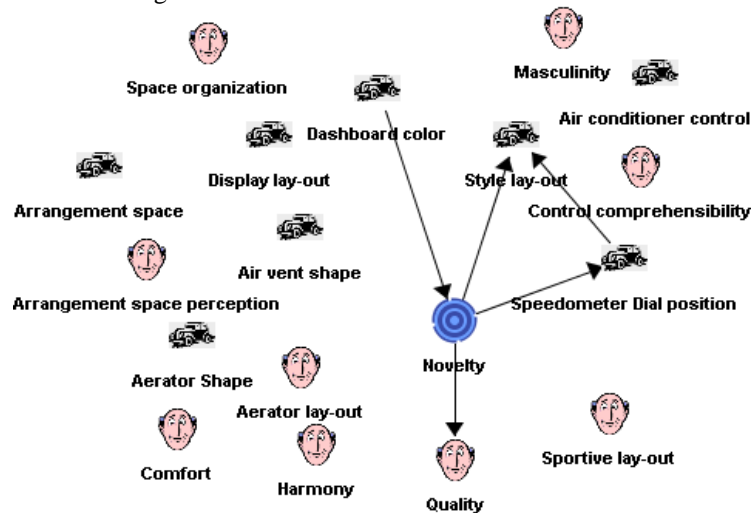 Space organization
Masculinity
Dashboard color
Air conditioner control
Display lay-out
Style lay-out
Arrangement space
Control comprehensibility
Air vent shape
Arrangement space perception
Speedometer Dial position
Novelty
Aerator Shape
Aerator lay-out
Sportive lay-out
Comfort
Harmony
Quality